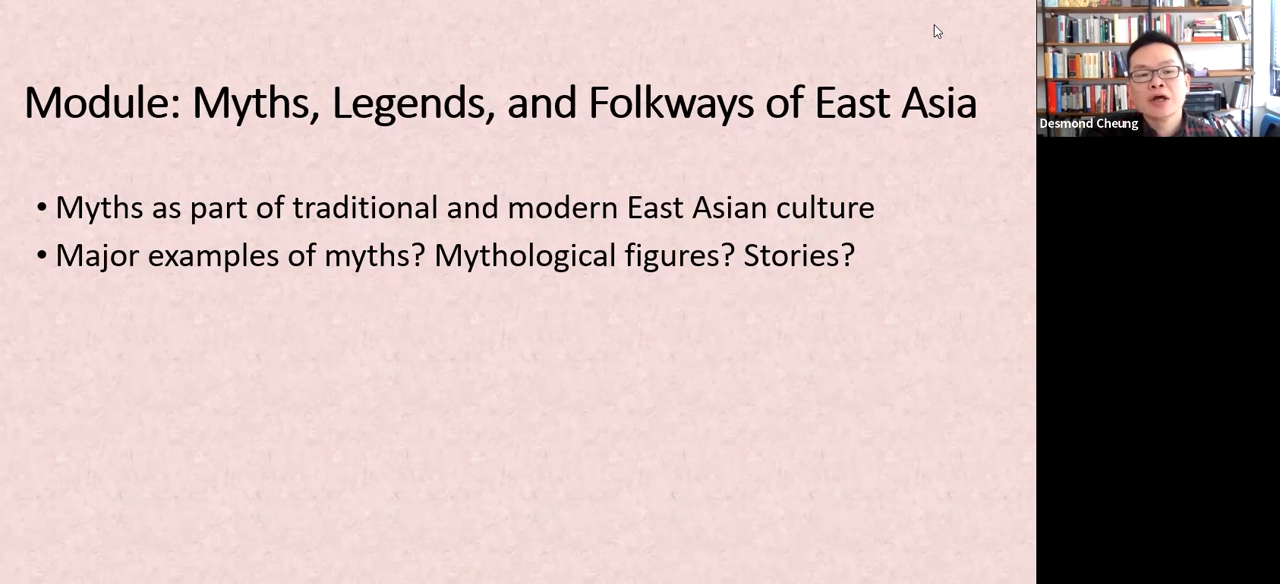 Module: Myths, Legends, and Folkways of East Asia
• Myths as part of traditional and modern East Asian culture
• Major examples of myths? Mythological figures? Stories?
Desmond Cheung